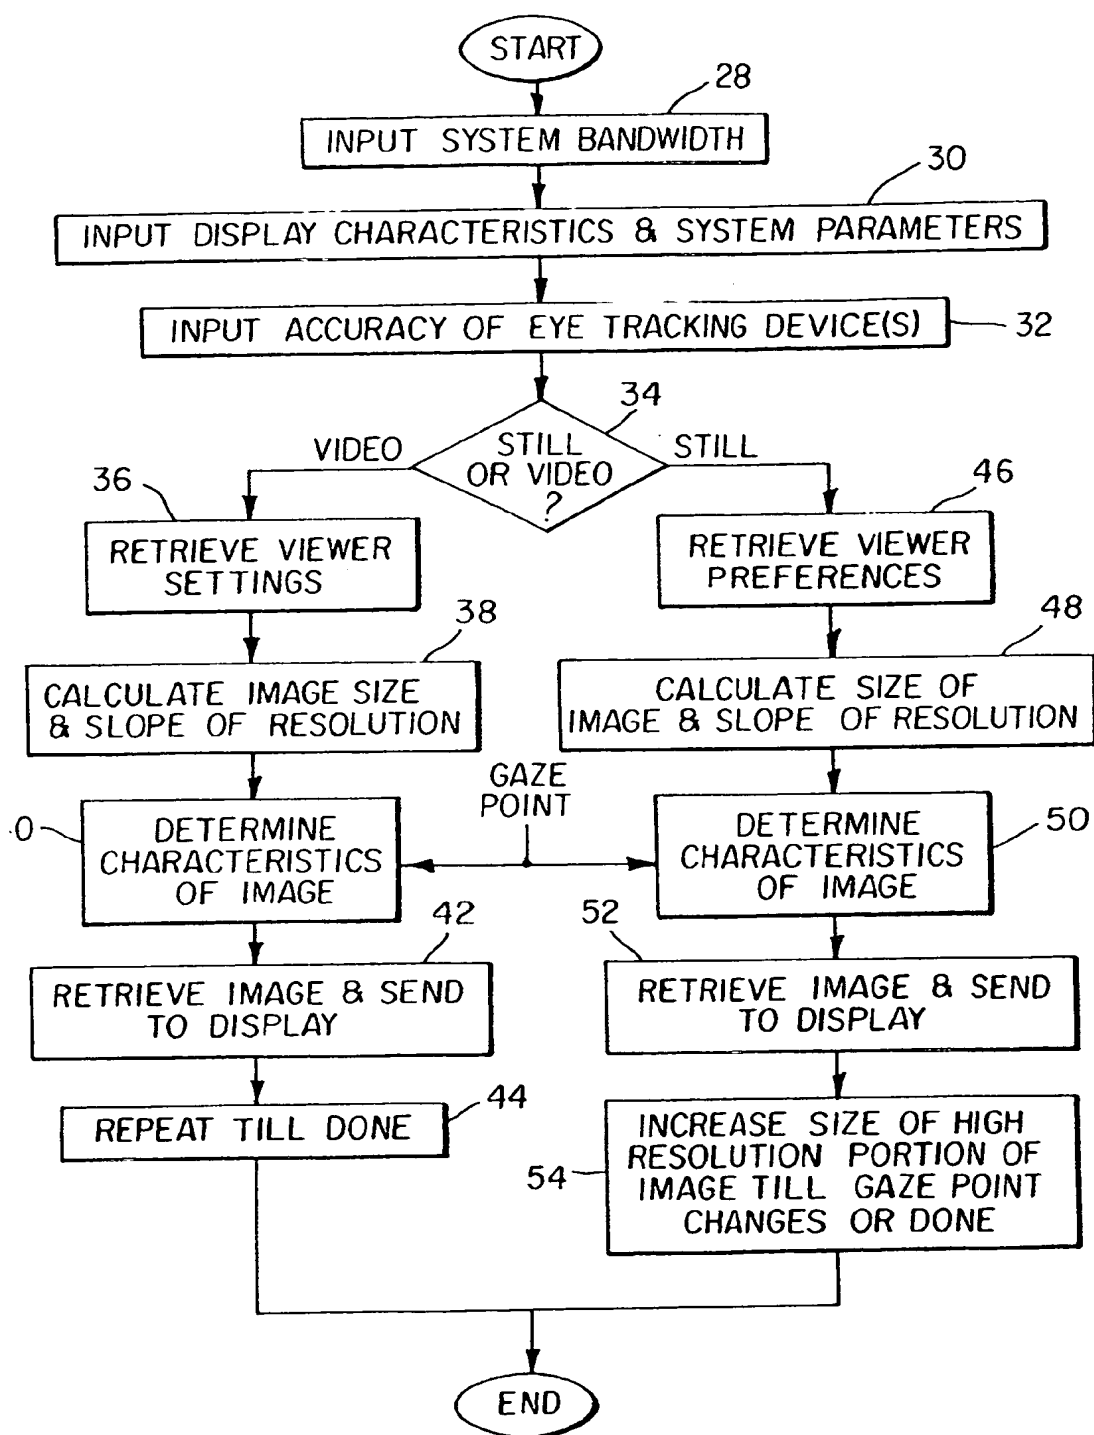 START
28
INPUT SYSTEM BANDWIDTH
30
INPUT DISPLAY CHARACTERISTICS & SYSTEM PARAMETERS
INPUT ACCURACY OF EYE TRACKING DEVICE(S)
32
34
VIDEO
STILL
OR VIDEO
?
STILL
36
RETRIEVE VIEWER
SETTINGS
46
RETRIEVE VIEWER
PREFERENCES
38
CALCULATE IMAGE SIZE
& SLOPE OF RESOLUTION
48
CALCULATE SIZE OF
IMAGE & SLOPE OF RESOLUTION
GAZE
POINT
0
DETERMINE
CHARACTERISTICS
OF IMAGE
DETERMINE
CHARACTERISTICS
OF IMAGE
50
42
RETRIEVE IMAGE & SEND
TO DISPLAY
52
RETRIEVE IMAGE & SEND
TO DISPLAY
44
REPEAT TILL DONE
54
INCREASE SIZE OF HIGH
RESOLUTION PORTION OF
IMAGE TILL GAZE POINT
CHANGES OR DONE
END